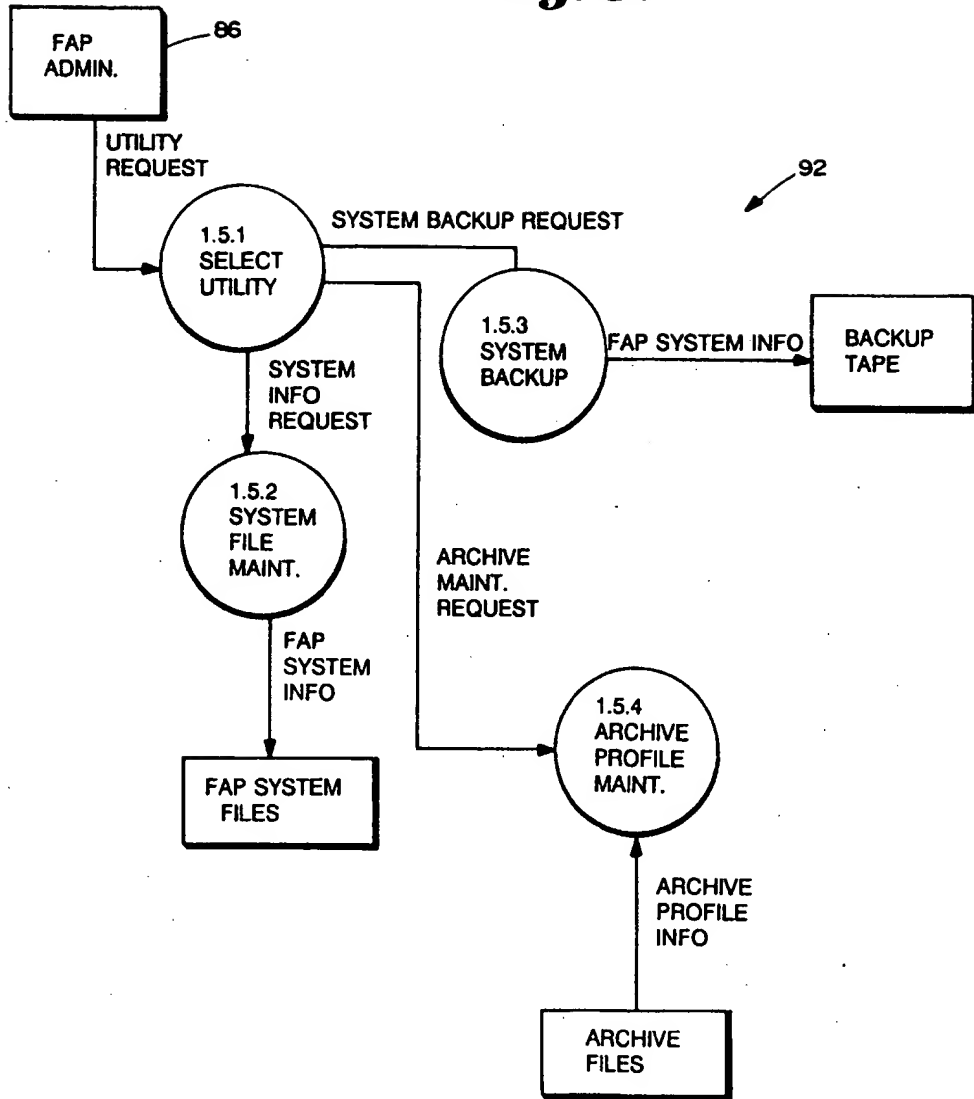 FAP
ADMIN.
86
UTILITY
REQUEST
92
SYSTEM BACKUP REQUEST
1.5.1
SELECT
UTILITY
1.5.3
SYSTEM
BACKUP
FAP SYSTEM INFO
BACKUP
TAPE
SYSTEM
INFO
REQUEST
1.5.2
SYSTEM
FILE
MAINT.
ARCHIVE
MAINT.
REQUEST
FAP
SYSTEM
INFO
1.5.4
ARCHIVE
PROFILE
MAINT.
FAP SYSTEM
FILES
ARCHIVE
PROFILE
INFO
ARCHIVE
FILES